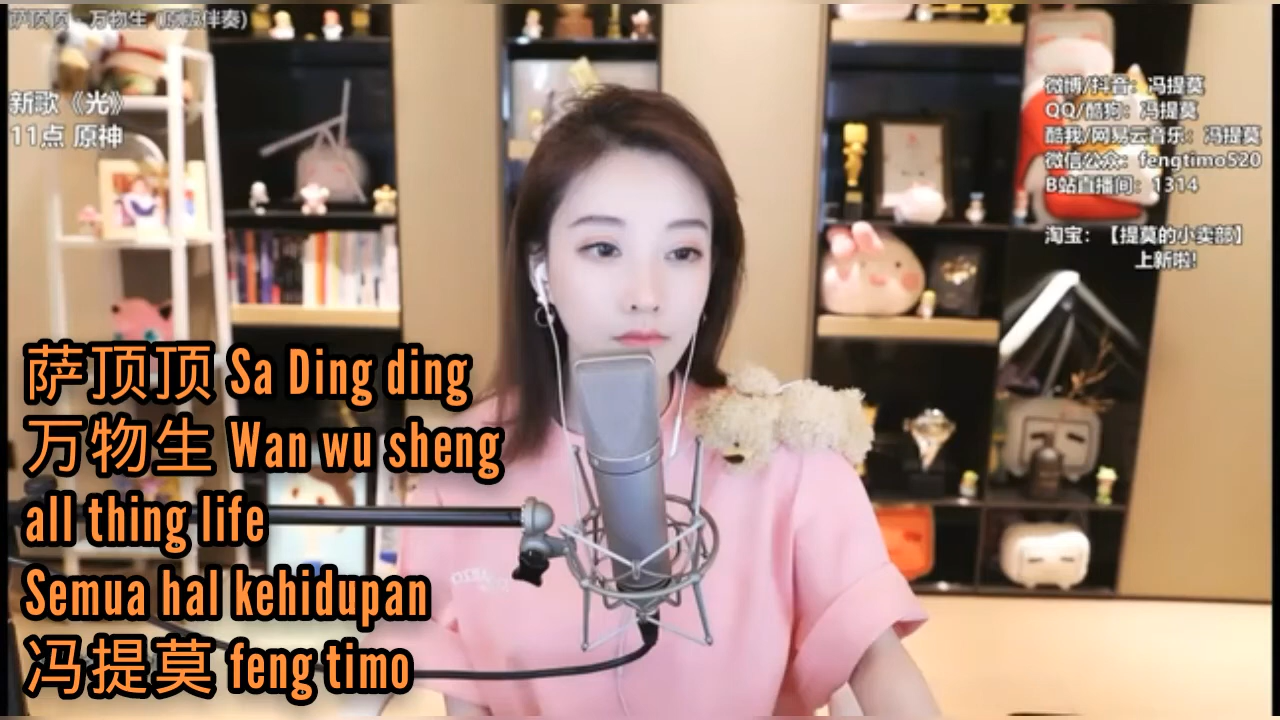 萨顶顶 - 万物生 (原版伴奏)
新歌《光》
11点 原神
微博/抖音：冯提莫
QQ/酷狗：冯提莫
酷我/网易云音乐：冯提莫
微信公众：fengtimo520
B站直播间：1314
淘宝：【提莫的小卖部】
上新啦!
萨顶顶 Sa Ding ding
万物生 Wan wu sheng
all thing life
Semua hal kehidupan
冯提莫 feng timo